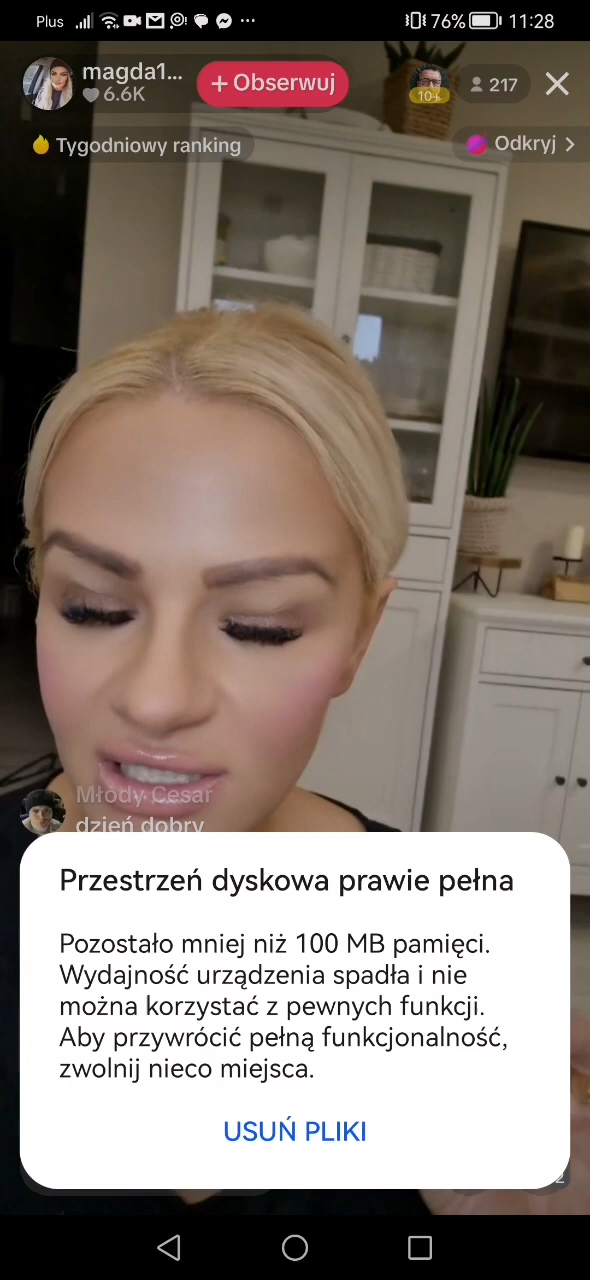 Plus 76% 11:28
magda1...
6.6K
+ Obserwuj
10+
217
Tygodniowy ranking
Odkryj >
Młody Cesar
dzień dobry
Przestrzeń dyskowa prawie pełna
Pozostało mniej niż 100 MB pamięci.
Wydajność urządzenia spadła i nie
można korzystać z pewnych funkcji.
Aby przywrócić pełną funkcjonalność,
zwolnij nieco miejsca.
USUŃ PLIKI